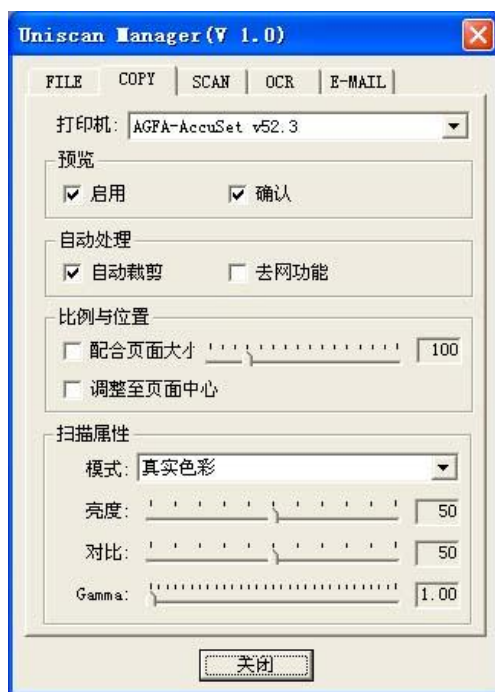 Uniscan Manager(V 1.0)
FILE COPY SCAN OCR E-MAIL
打印机: AGFA-AccuSet v52.3
预览
启用 确认
自动处理
自动裁剪 去网功能
比例与位置
配合页面大小 100
调整至页面中心
扫描属性
模式: 真实色彩
亮度: 50
对比: 50
Gamma: 1.00
关闭